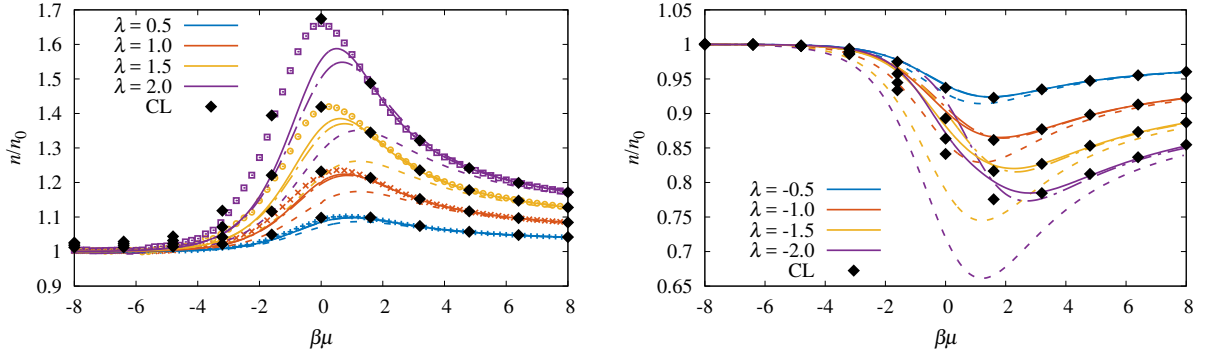 1.7
1.6
1.5
1.4
1.3
1.2
1.1
1
0.9
n/n0
λ = 0.5
λ = 1.0
λ = 1.5
λ = 2.0
CL
-8 -6 -4 -2 0 2 4 6 8
βμ
1.05
1
0.95
0.9
0.85
0.8
0.75
0.7
0.65
n/n0
λ = -0.5
λ = -1.0
λ = -1.5
λ = -2.0
CL
-8 -6 -4 -2 0 2 4 6 8
βμ